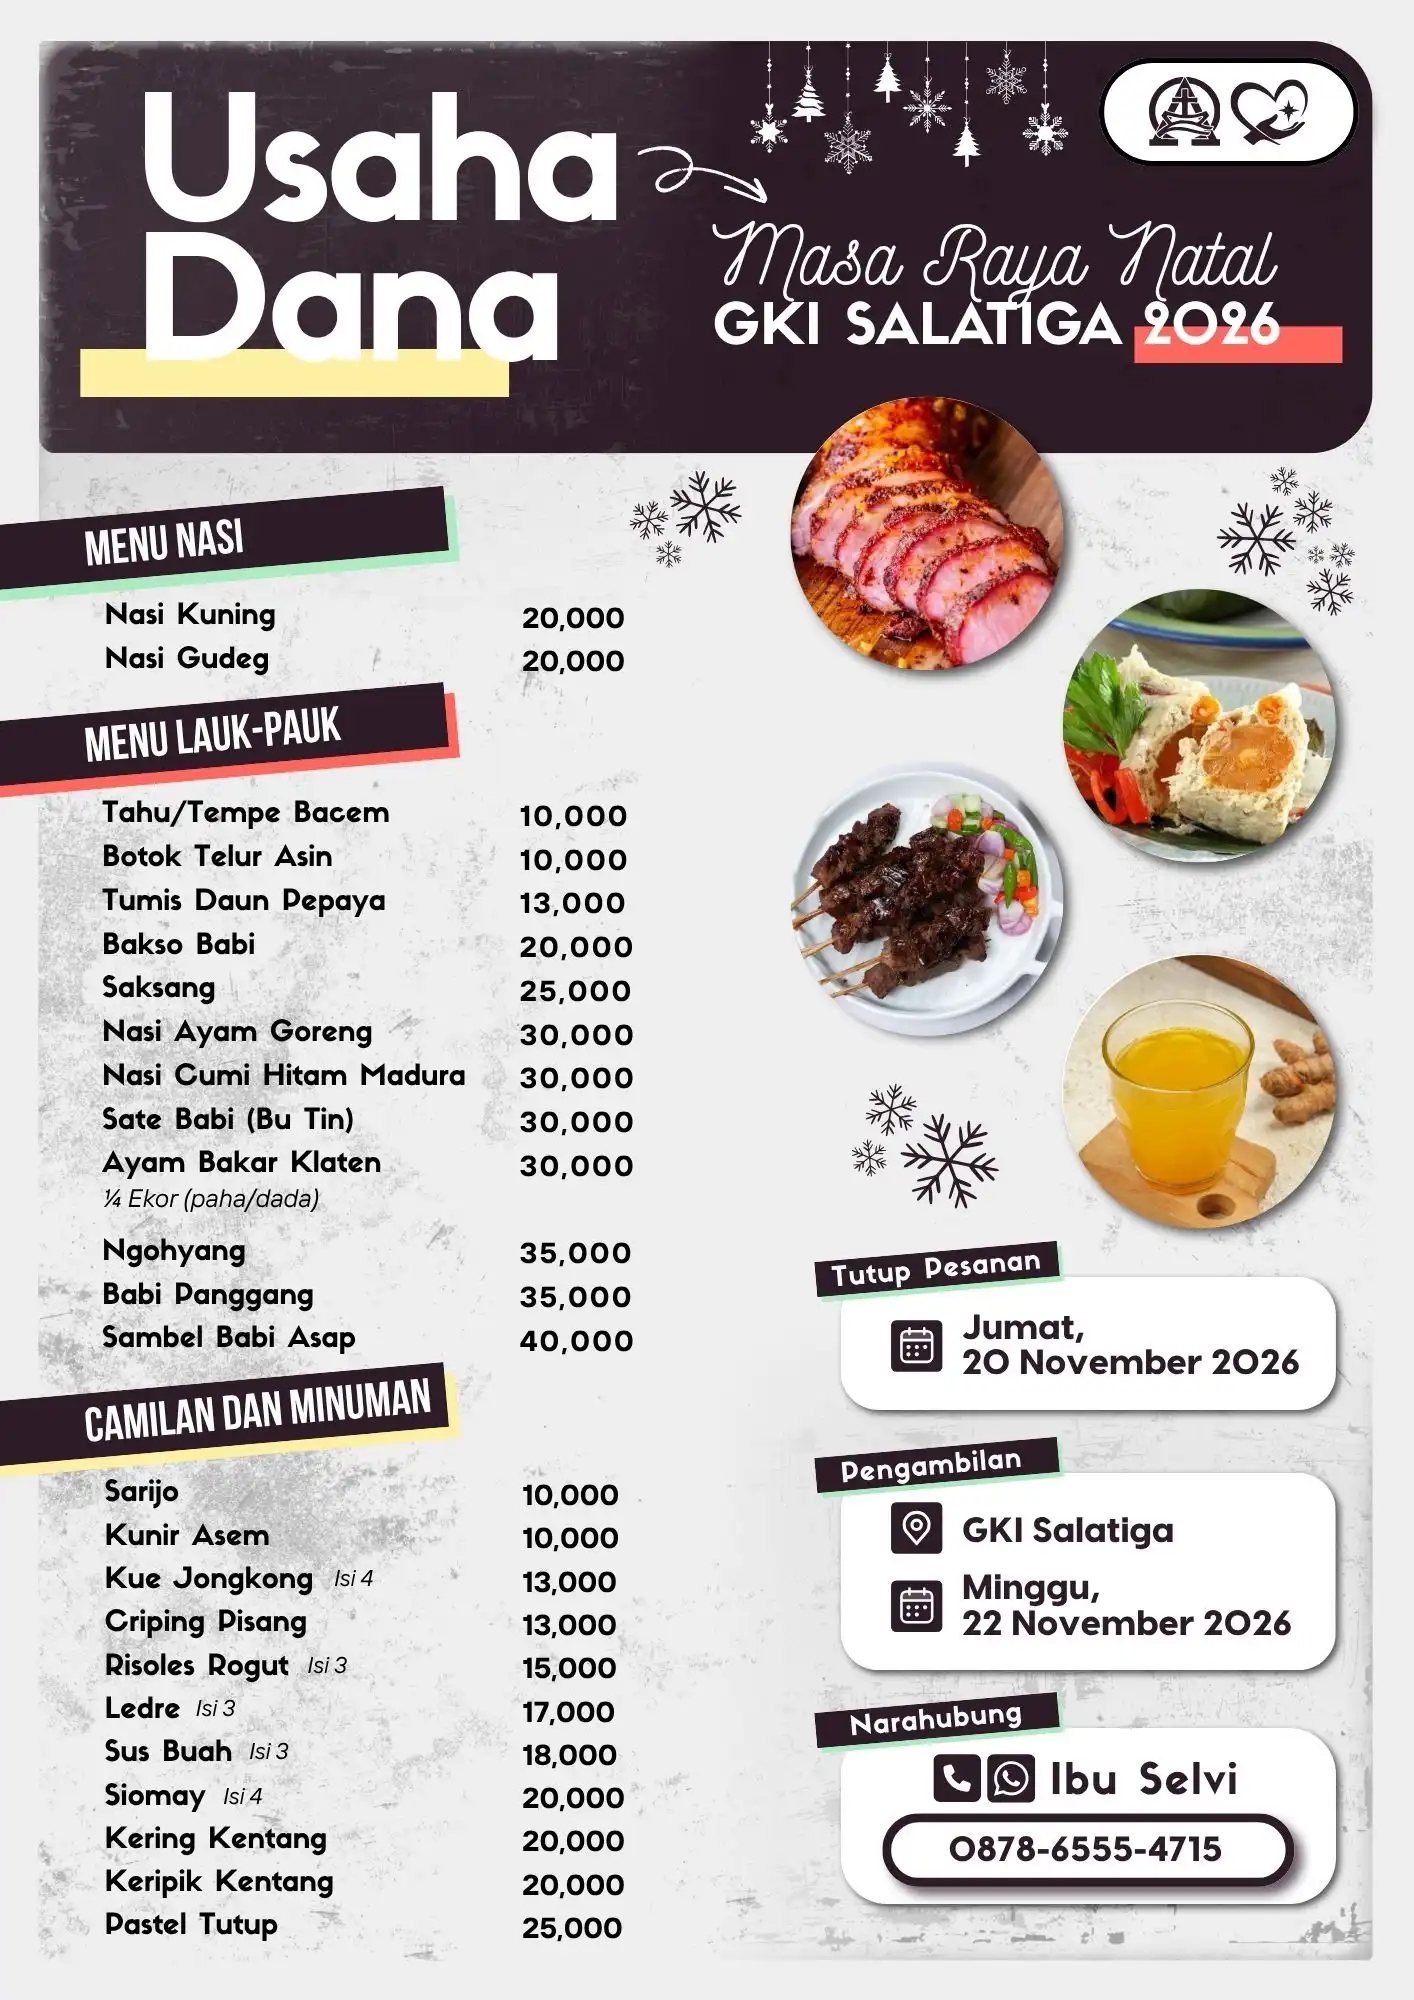 Usaha
Dana
Masa Raya Natal
GKI SALATIGA 2026
MENU NASI
Nasi Kuning 20,000
Nasi Gudeg 20,000
MENU LAUK-PAUK
Tahu/Tempe Bacem 10,000
Botok Telur Asin 10,000
Tumis Daun Pepaya 13,000
Bakso Babi 20,000
Saksang 25,000
Nasi Ayam Goreng 30,000
Nasi Cumi Hitam Madura 30,000
Sate Babi (Bu Tin) 30,000
Ayam Bakar Klaten 30,000
¼ Ekor (paha/dada)
Ngohyang 35,000
Babi Panggang 35,000
Sambel Babi Asap 40,000
CAMILAN DAN MINUMAN
Sarijo 10,000
Kunir Asem 10,000
Kue Jongkong Isi 4 13,000
Criping Pisang 13,000
Risoles Rogut Isi 3 15,000
Ledre Isi 3 17,000
Sus Buah Isi 3 18,000
Siomay Isi 4 20,000
Kering Kentang 20,000
Keripik Kentang 20,000
Pastel Tutup 25,000
Tutup Pesanan
Jumat,
20 November 2026
Pengambilan
GKI Salatiga
Minggu,
22 November 2026
Narahubung
Ibu Selvi
0878-6555-4715